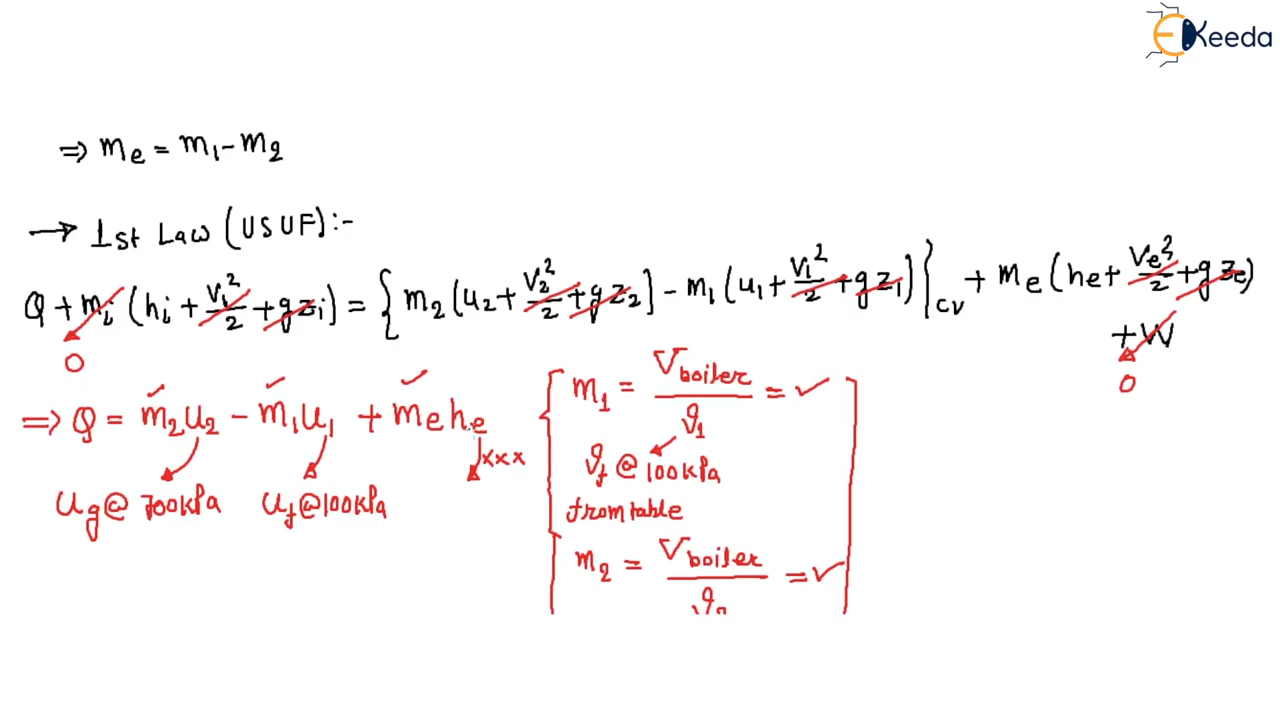 EKeeda
⇒ me = m1 - m2
→ 1st Law (USUF):-
Q + mi (hi + Vi²/2 + gzi) = {m2 (u2 + V2²/2 + gz2) - m1 (u1 + V1²/2 + gz1)}cv + me (he + Ve²/2 + gze)
0
+W
0
⇒ Q = m2u2 - m1u1 + mehe
xxx
ug @ 700kPa
uf @ 100kPa
m1 = Vboiler/v1 = ✓
vf @ 100kPa
from table
m2 = Vboiler/v2 = ✓